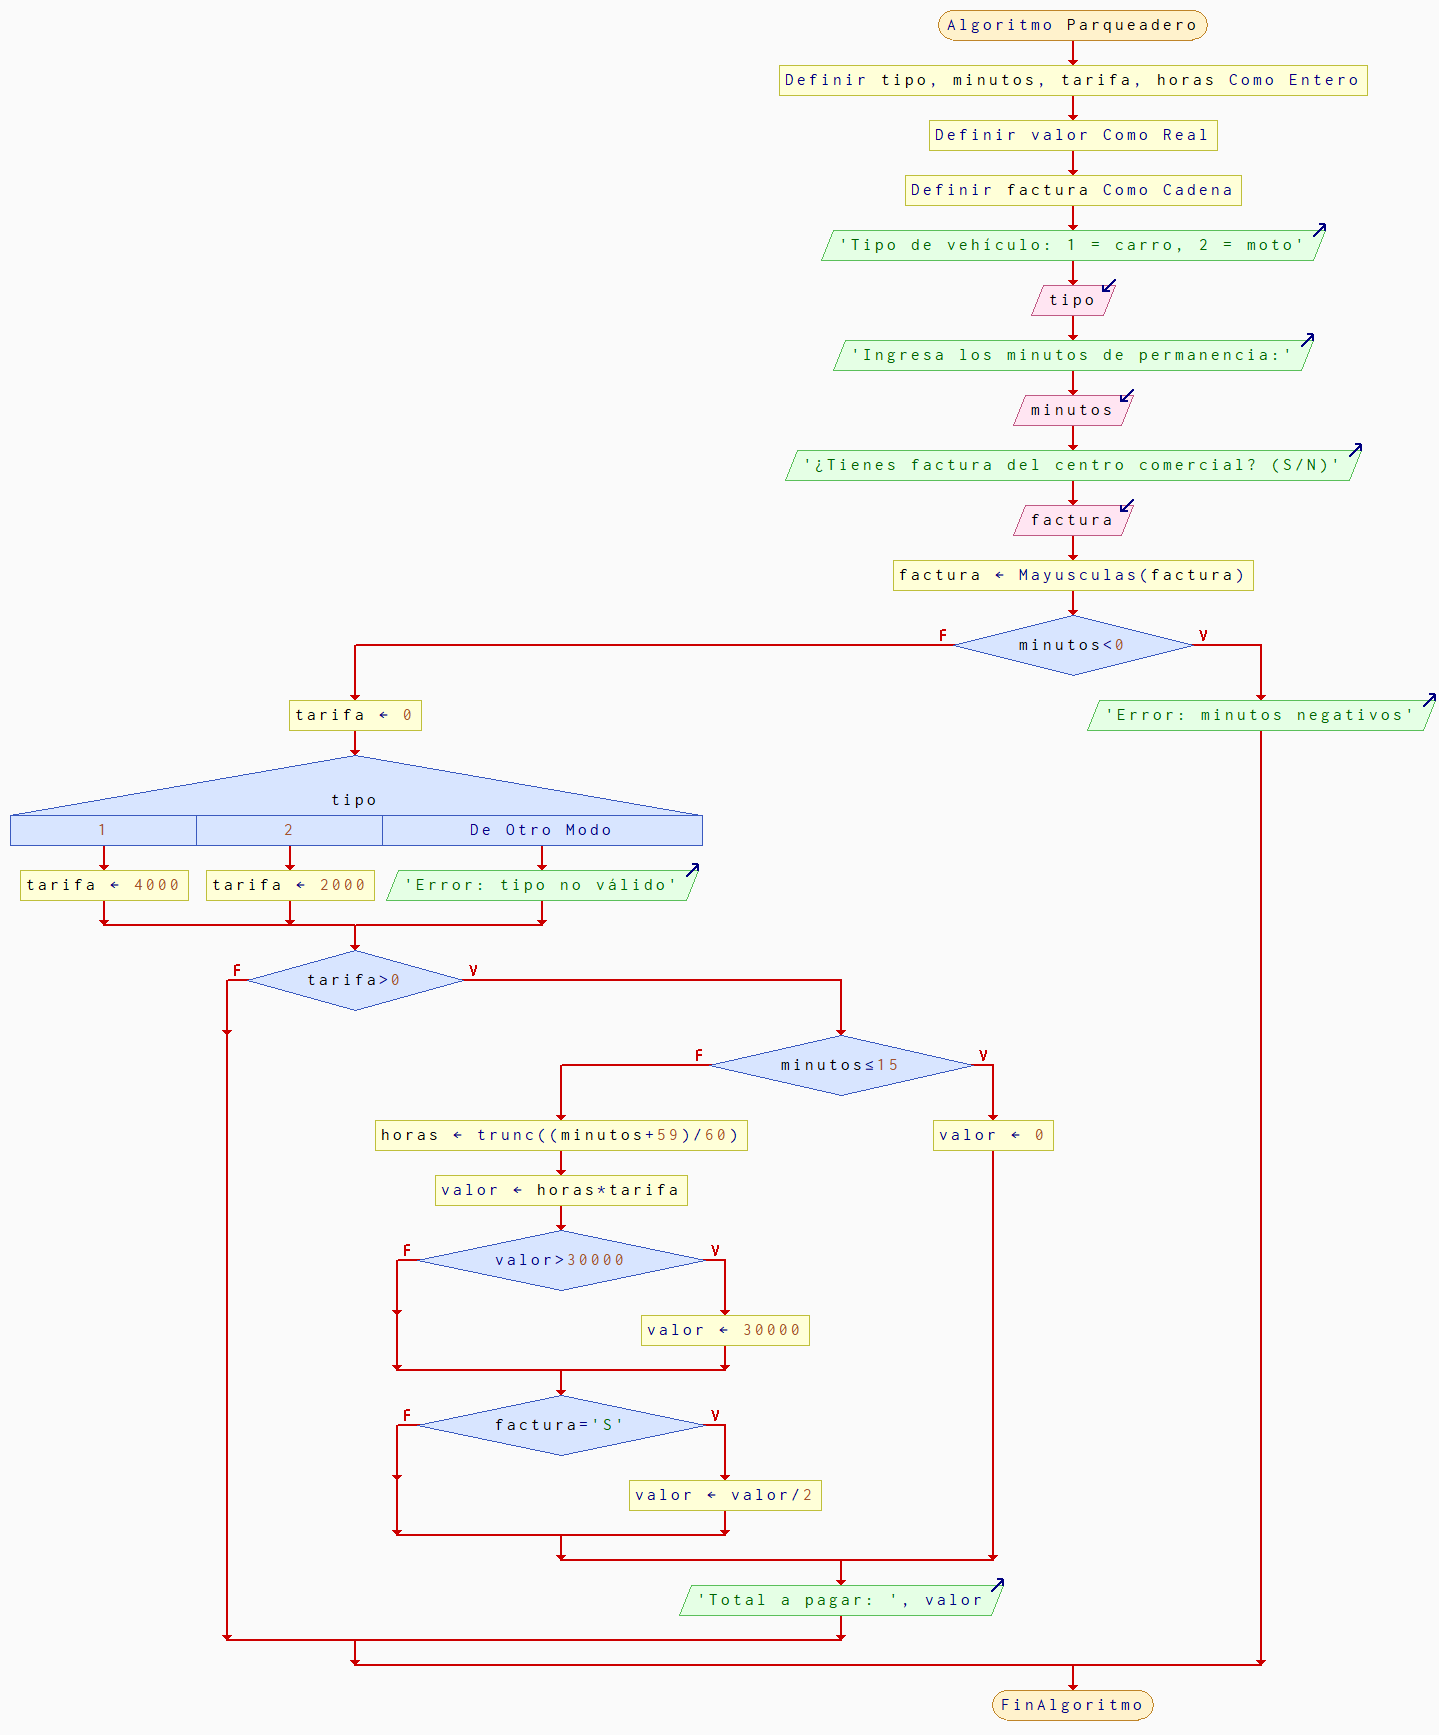 Algoritmo Parqueadero
Definir tipo, minutos, tarifa, horas Como Entero
Definir valor Como Real
Definir factura Como Cadena
'Tipo de vehículo: 1 = carro, 2 = moto'
tipo
'Ingresa los minutos de permanencia:'
minutos
'¿Tienes factura del centro comercial? (S/N)'
factura
factura ← Mayusculas(factura)
F
V
minutos<0
tarifa ← 0
'Error: minutos negativos'
tipo
1
2
De Otro Modo
tarifa ← 4000
tarifa ← 2000
'Error: tipo no válido'
F
V
tarifa>0
F
V
minutos≤15
horas ← trunc((minutos+59)/60)
valor ← 0
valor ← horas*tarifa
F
V
valor>30000
valor ← 30000
F
V
factura='S'
valor ← valor/2
'Total a pagar: ', valor
FinAlgoritmo